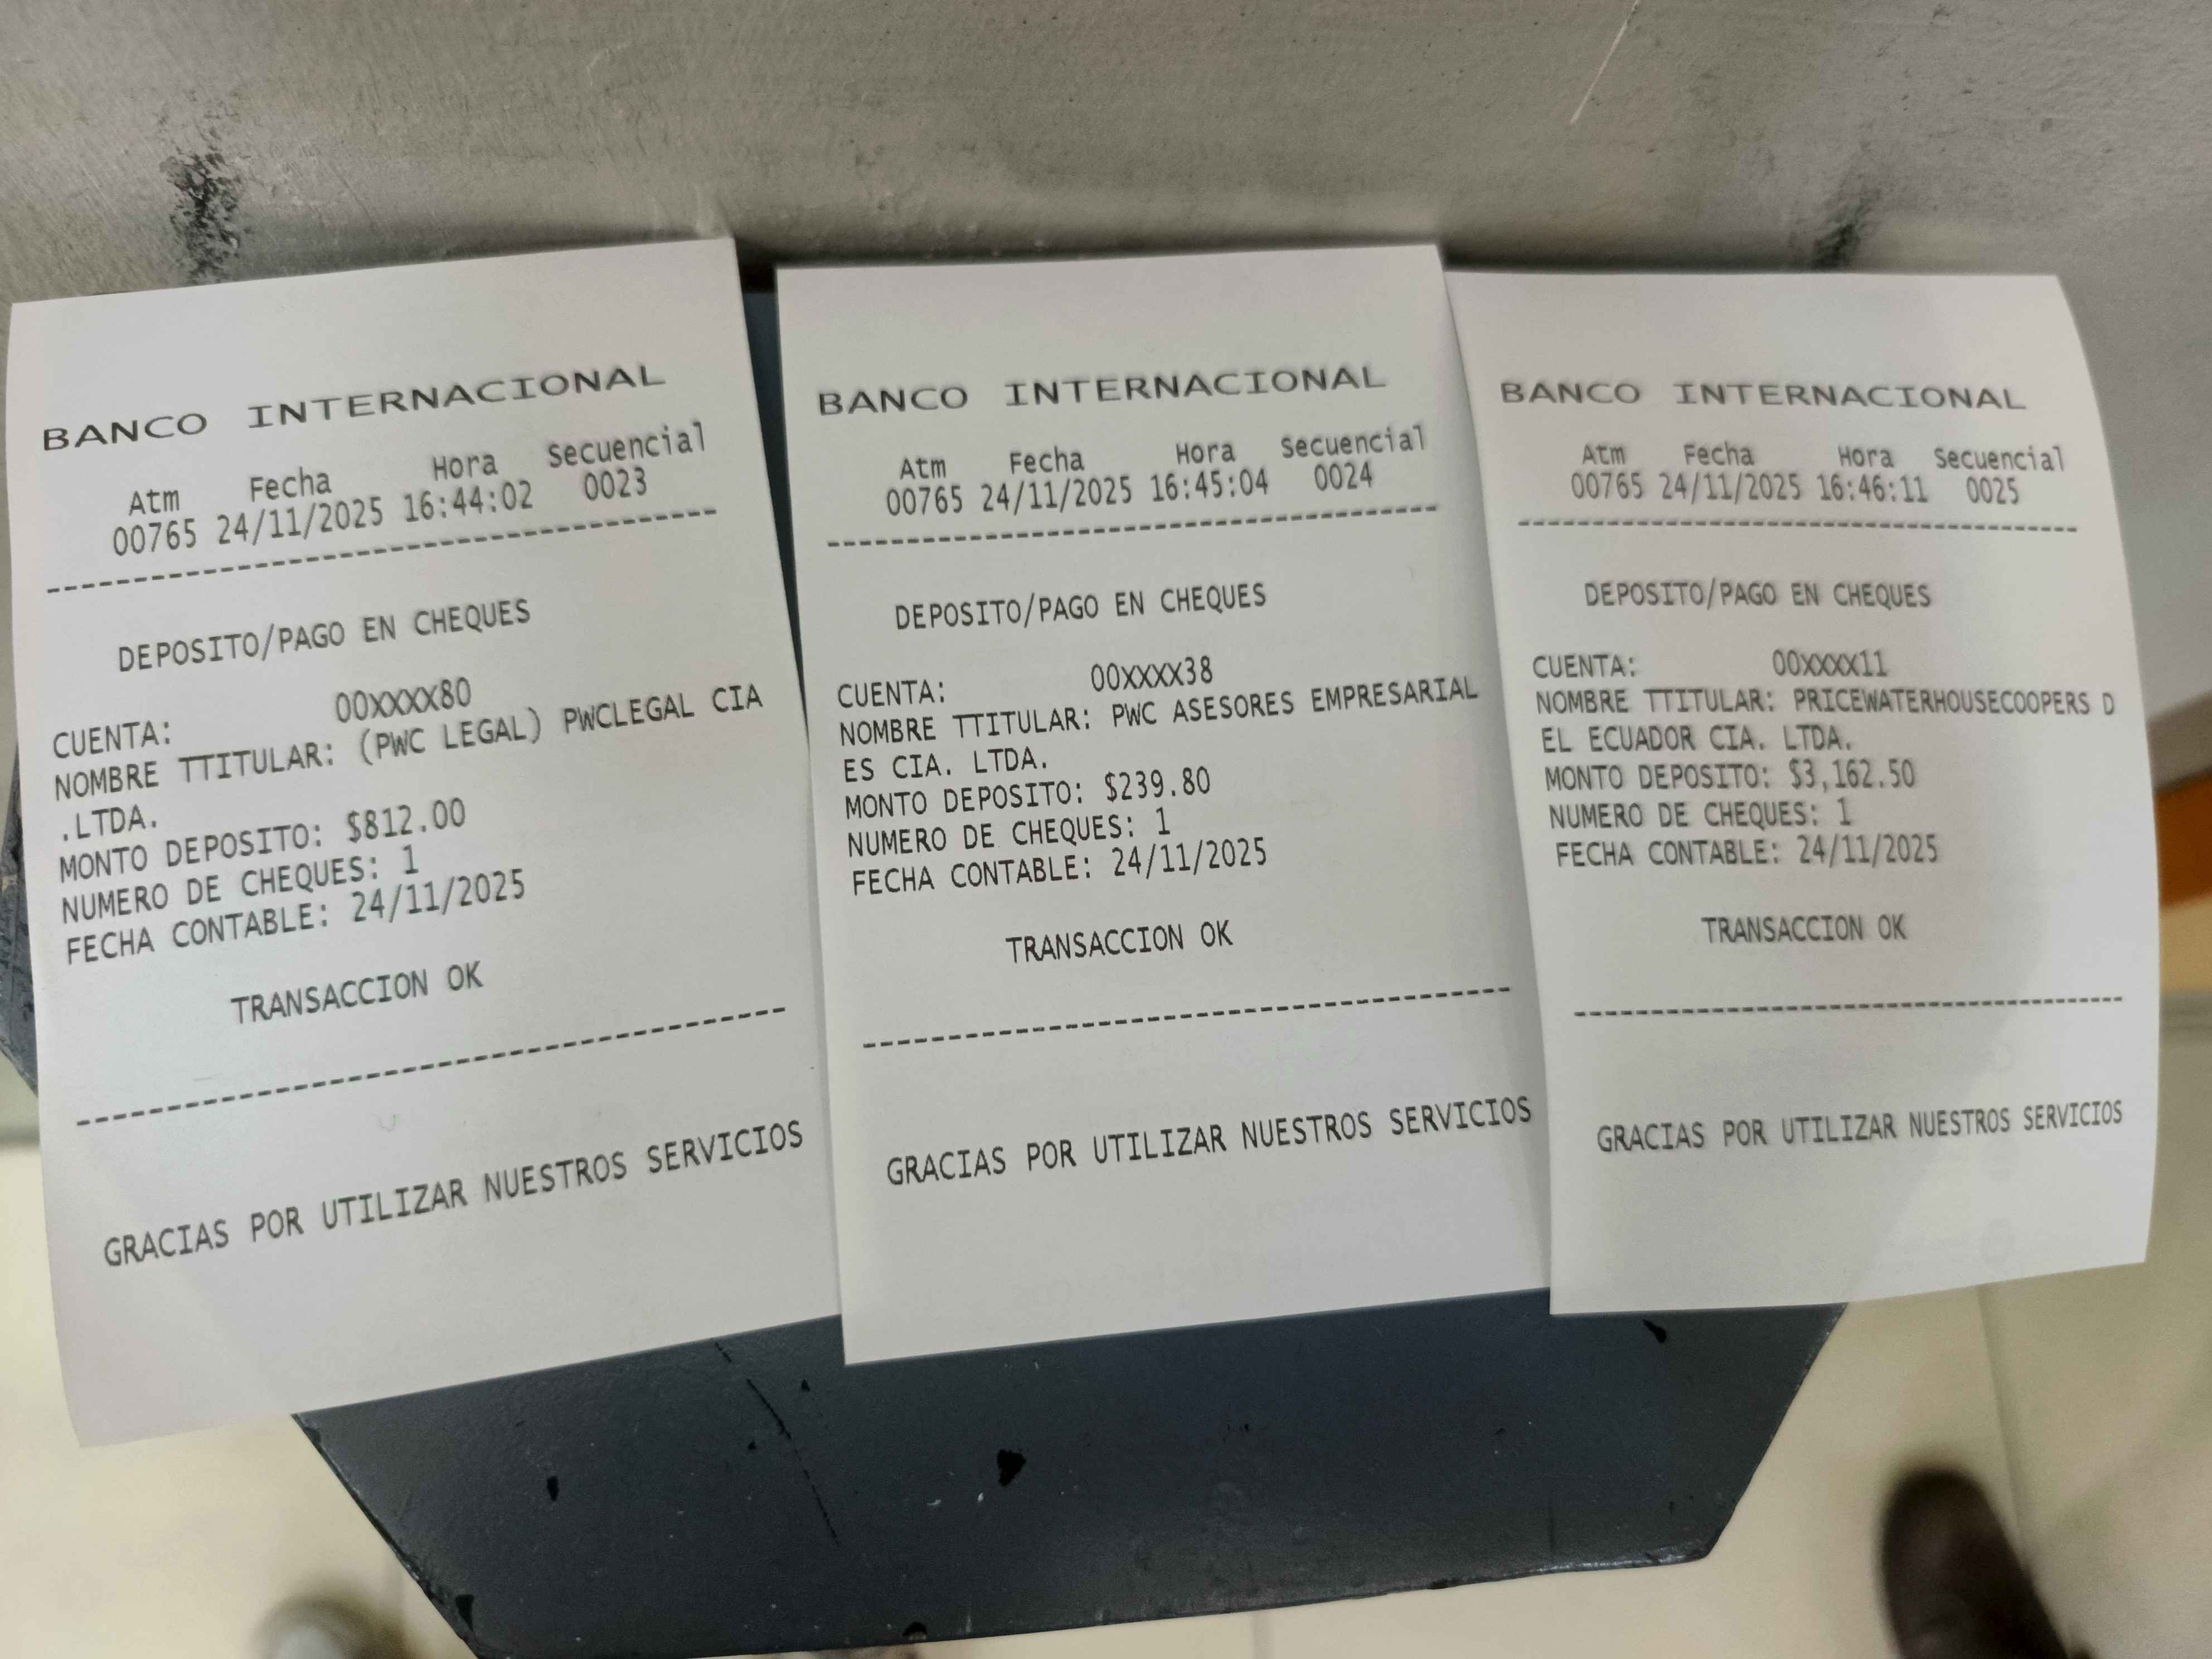 BANCO INTERNACIONAL
Atm Fecha Hora Secuencial
00765 24/11/2025 16:44:02 0023
DEPOSITO/PAGO EN CHEQUES
CUENTA: 00XXXX80
NOMBRE TTITULAR: (PWC LEGAL) PWCLEGAL CIA
.LTDA.
MONTO DEPOSITO: $812.00
NUMERO DE CHEQUES: 1
FECHA CONTABLE: 24/11/2025
TRANSACCION OK
GRACIAS POR UTILIZAR NUESTROS SERVICIOS
BANCO INTERNACIONAL
Atm Fecha Hora Secuencial
00765 24/11/2025 16:45:04 0024
DEPOSITO/PAGO EN CHEQUES
CUENTA: 00XXXX38
NOMBRE TTITULAR: PWC ASESORES EMPRESARIAL
ES CIA. LTDA.
MONTO DEPOSITO: $239.80
NUMERO DE CHEQUES: 1
FECHA CONTABLE: 24/11/2025
TRANSACCION OK
GRACIAS POR UTILIZAR NUESTROS SERVICIOS
BANCO INTERNACIONAL
Atm Fecha Hora Secuencial
00765 24/11/2025 16:46:11 0025
DEPOSITO/PAGO EN CHEQUES
CUENTA: 00XXXX11
NOMBRE TTITULAR: PRICEWATERHOUSECOOPERS D
EL ECUADOR CIA. LTDA.
MONTO DEPOSITO: $3,162.50
NUMERO DE CHEQUES: 1
FECHA CONTABLE: 24/11/2025
TRANSACCION OK
GRACIAS POR UTILIZAR NUESTROS SERVICIOS